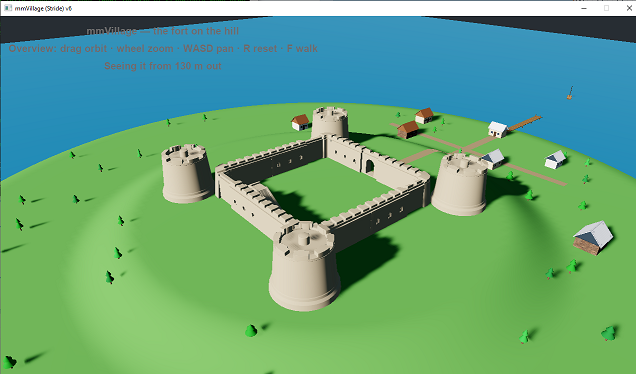 mmVillage (Stride) v6
mmVillage — the fort on the hill
Overview: drag orbit - wheel zoom - WASD pan - R reset - F walk
Seeing it from 130 m out